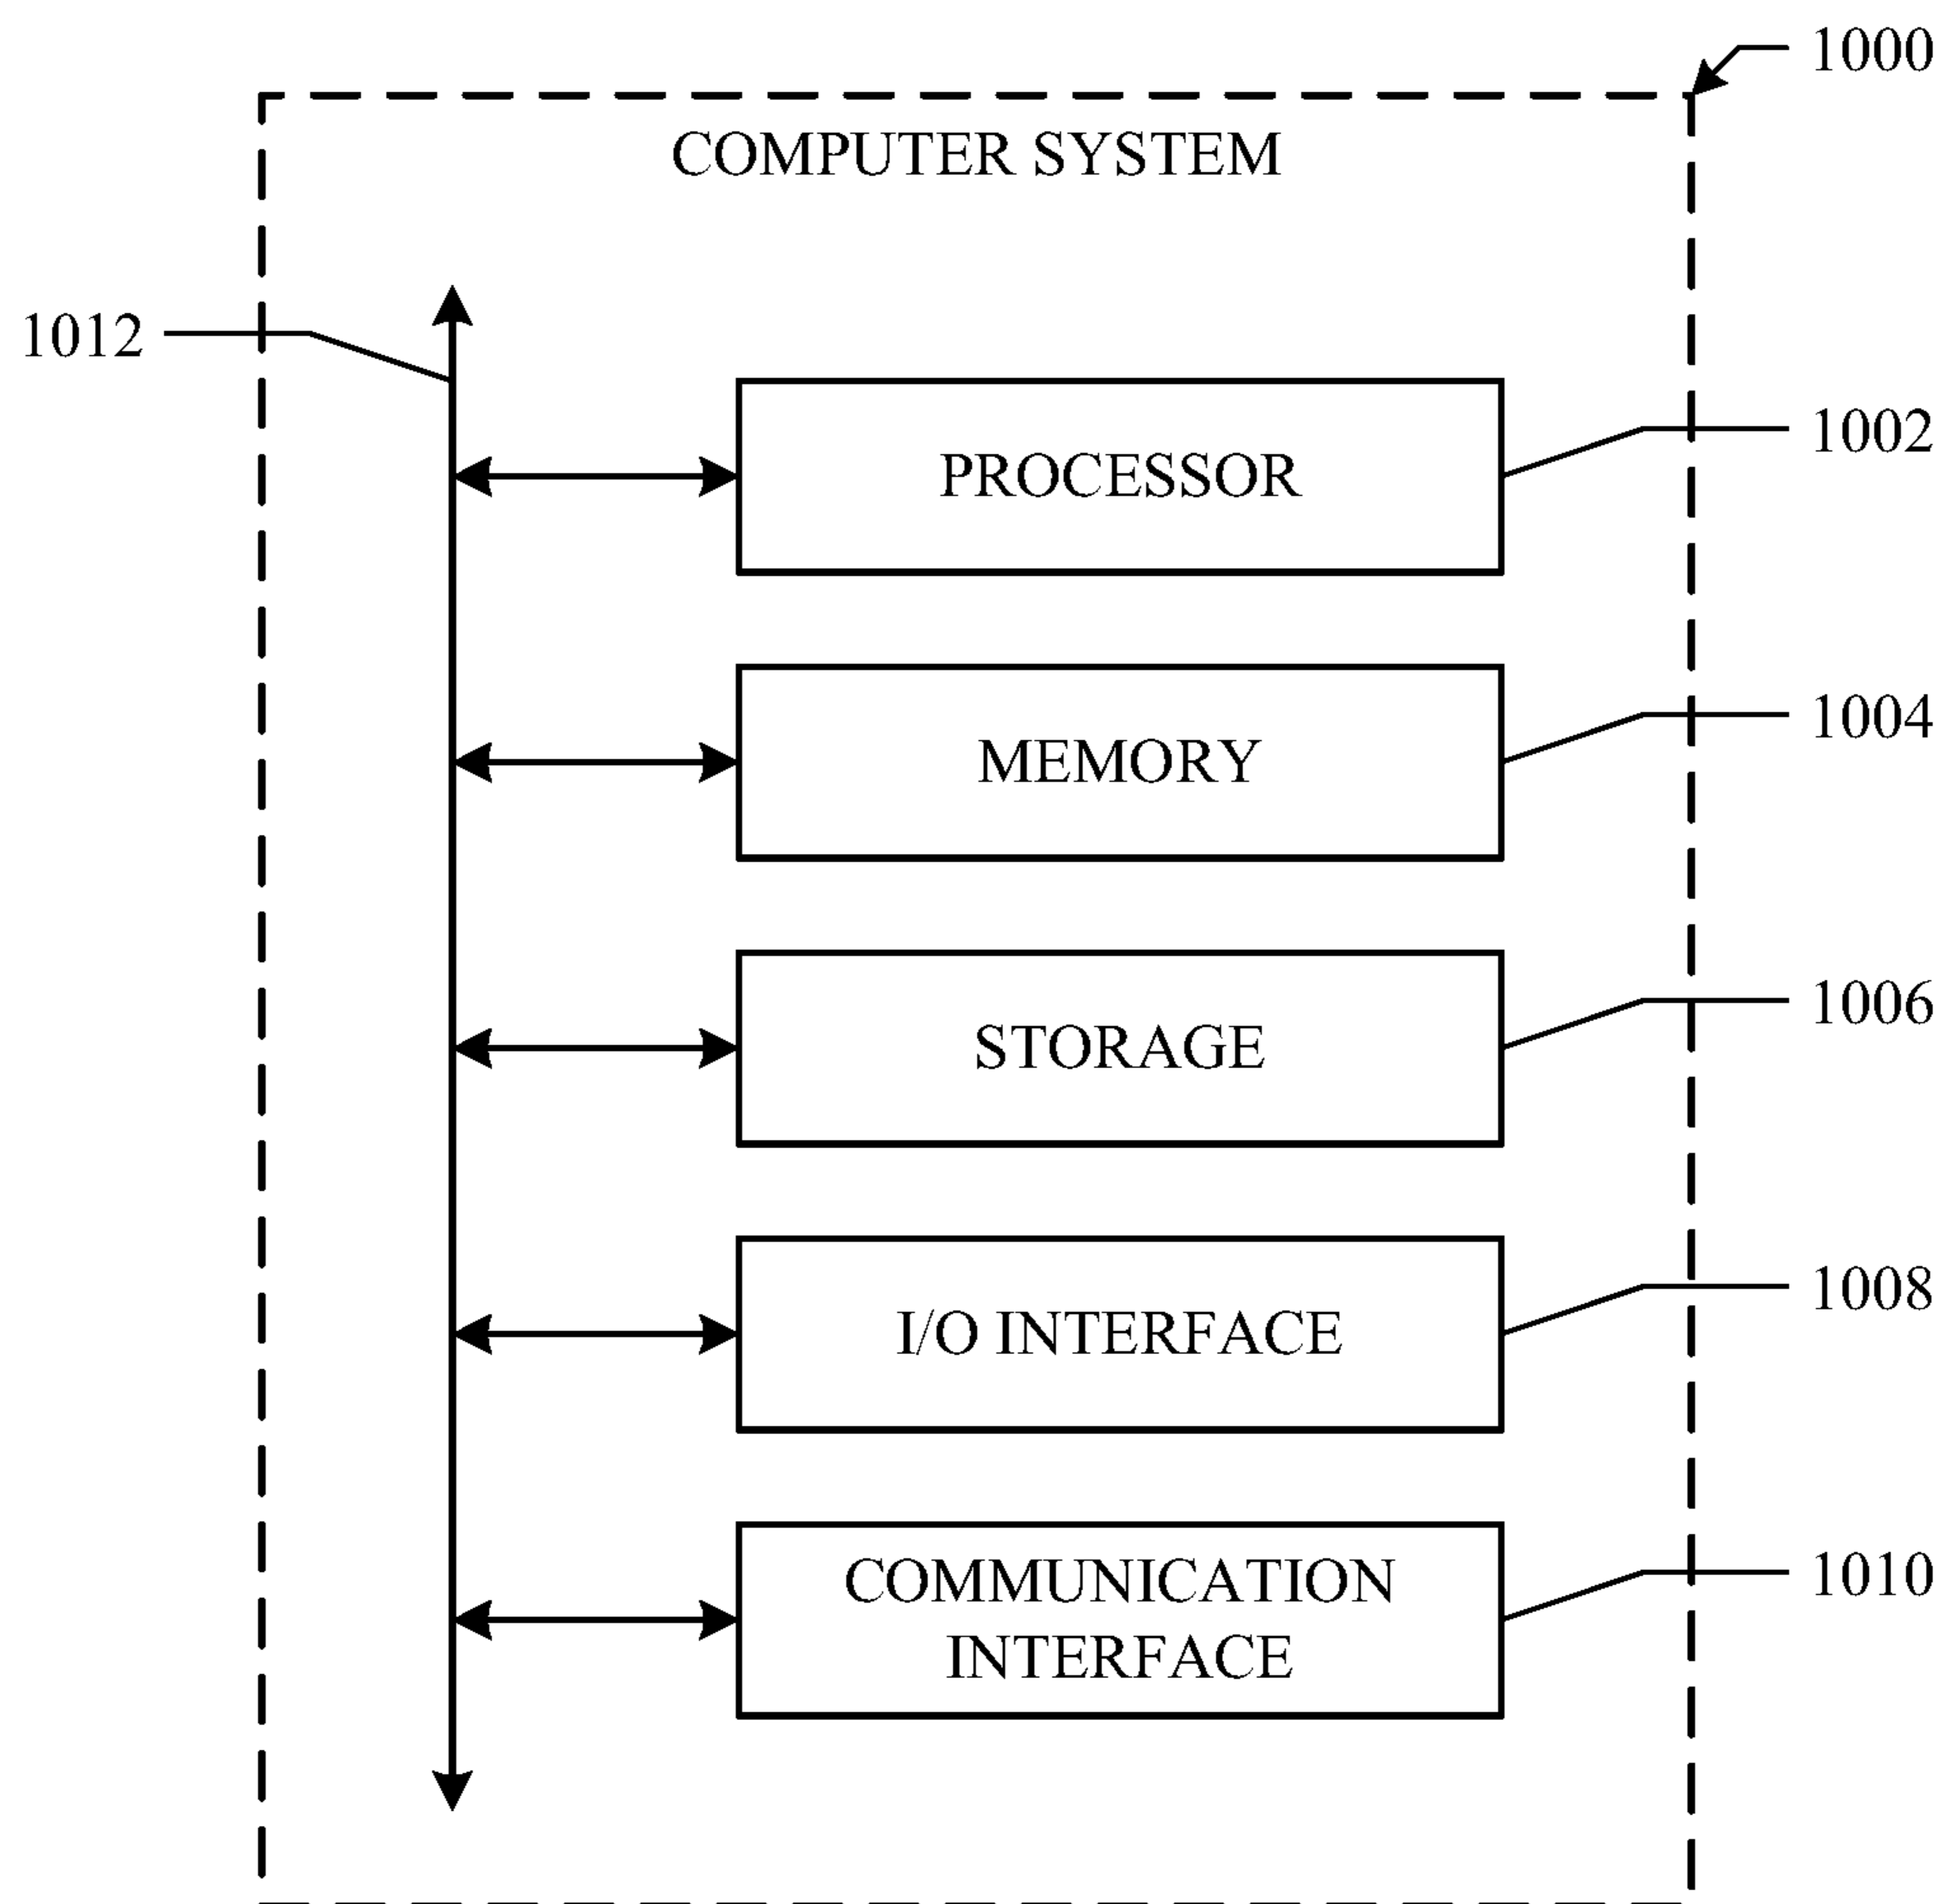 1000
COMPUTER SYSTEM
1012
1002
PROCESSOR
1004
MEMORY
1006
STORAGE
1008
I/O INTERFACE
1010
COMMUNICATION
INTERFACE